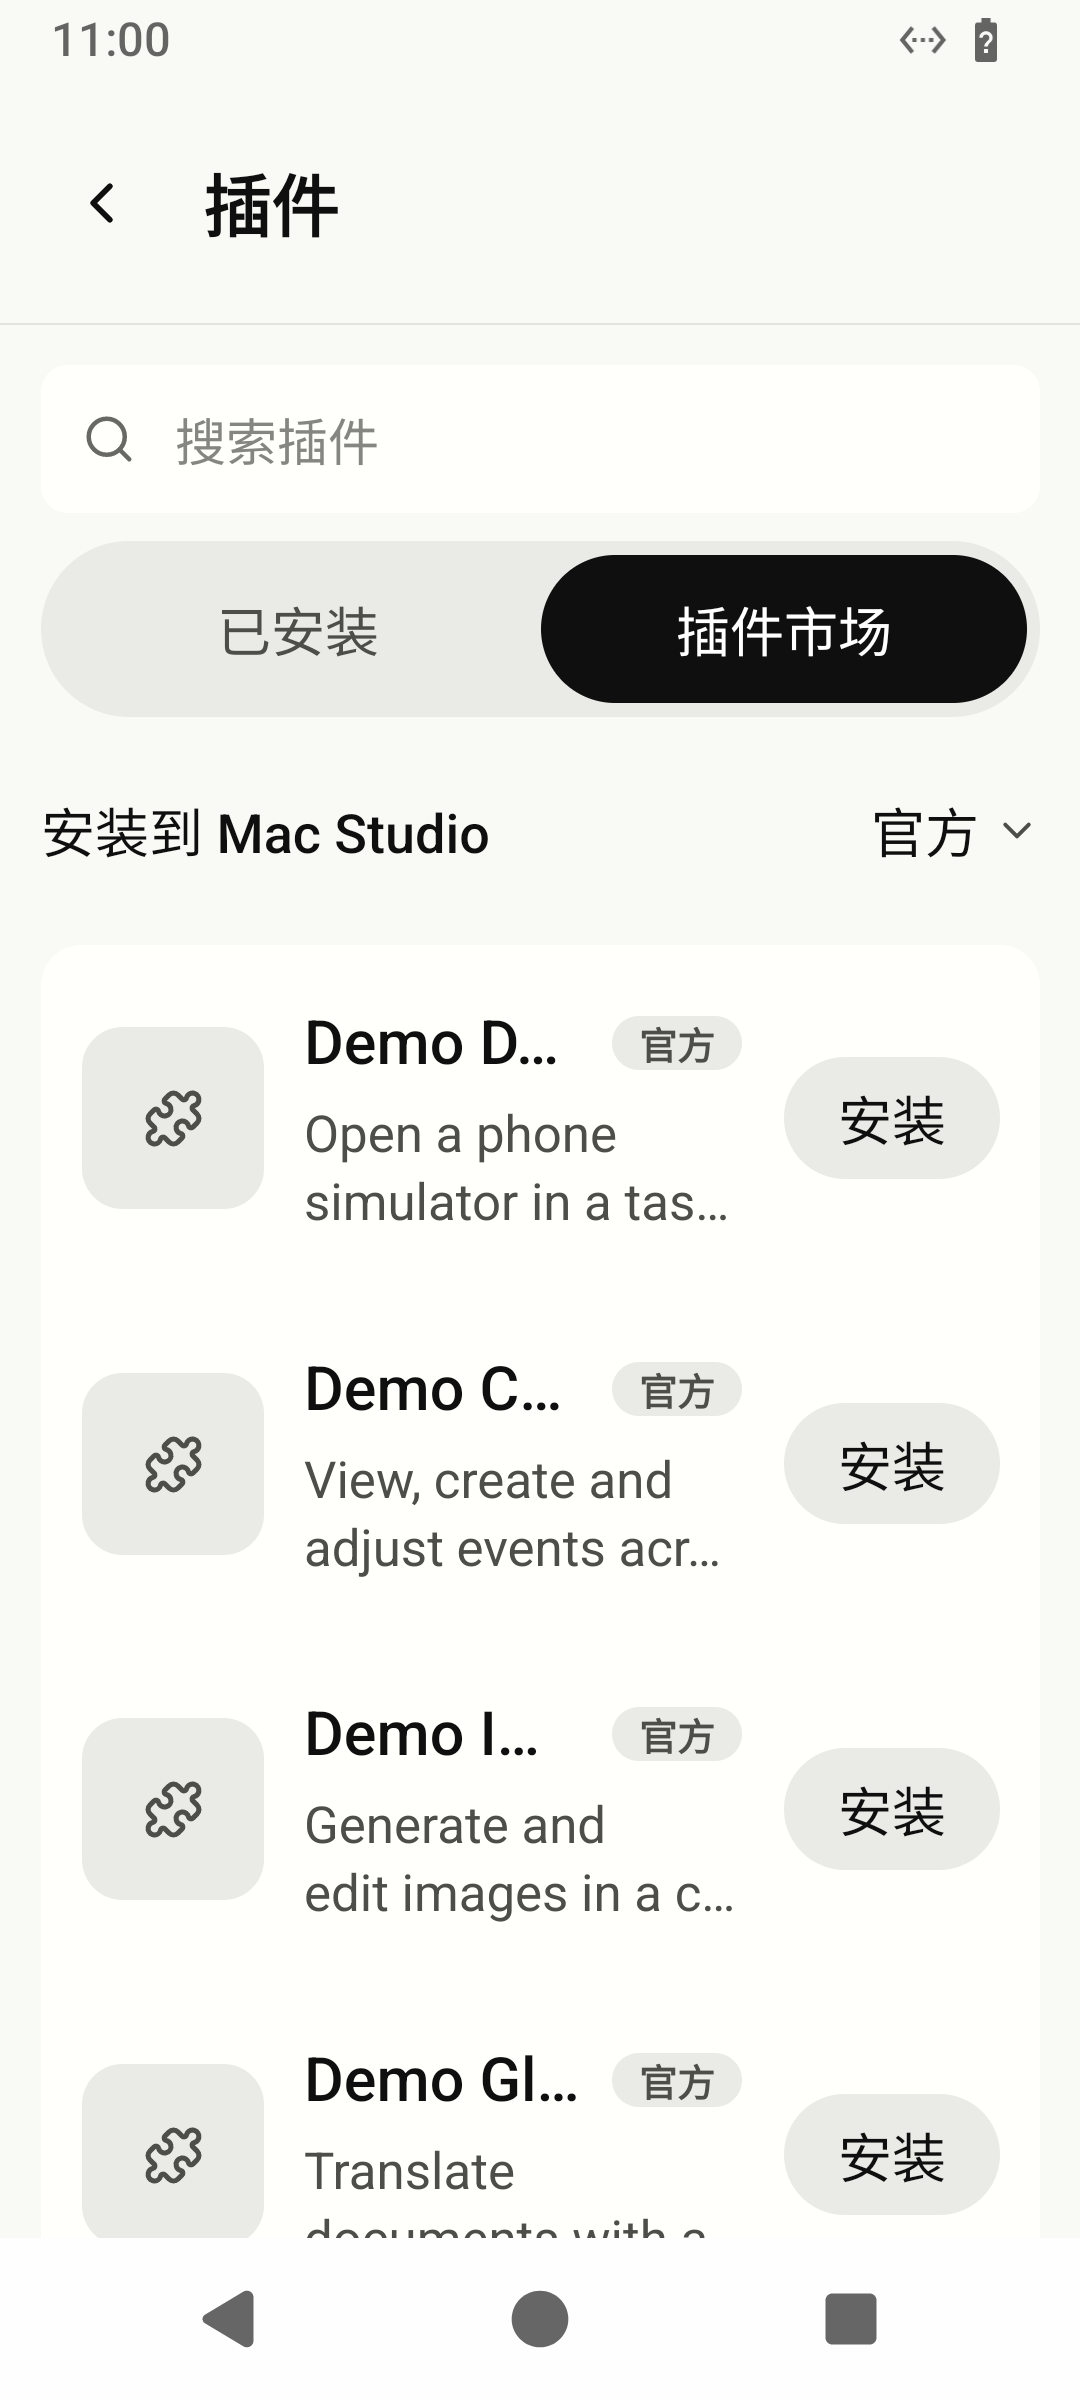 11:00
插件
搜索插件
已安装
插件市场
安装到 Mac Studio
官方
Demo D...
官方
Open a phone
simulator in a tas...
安装
Demo C...
官方
View, create and
adjust events acr...
安装
Demo I...
官方
Generate and
edit images in a c...
安装
Demo Gl...
官方
Translate
documents with a
安装